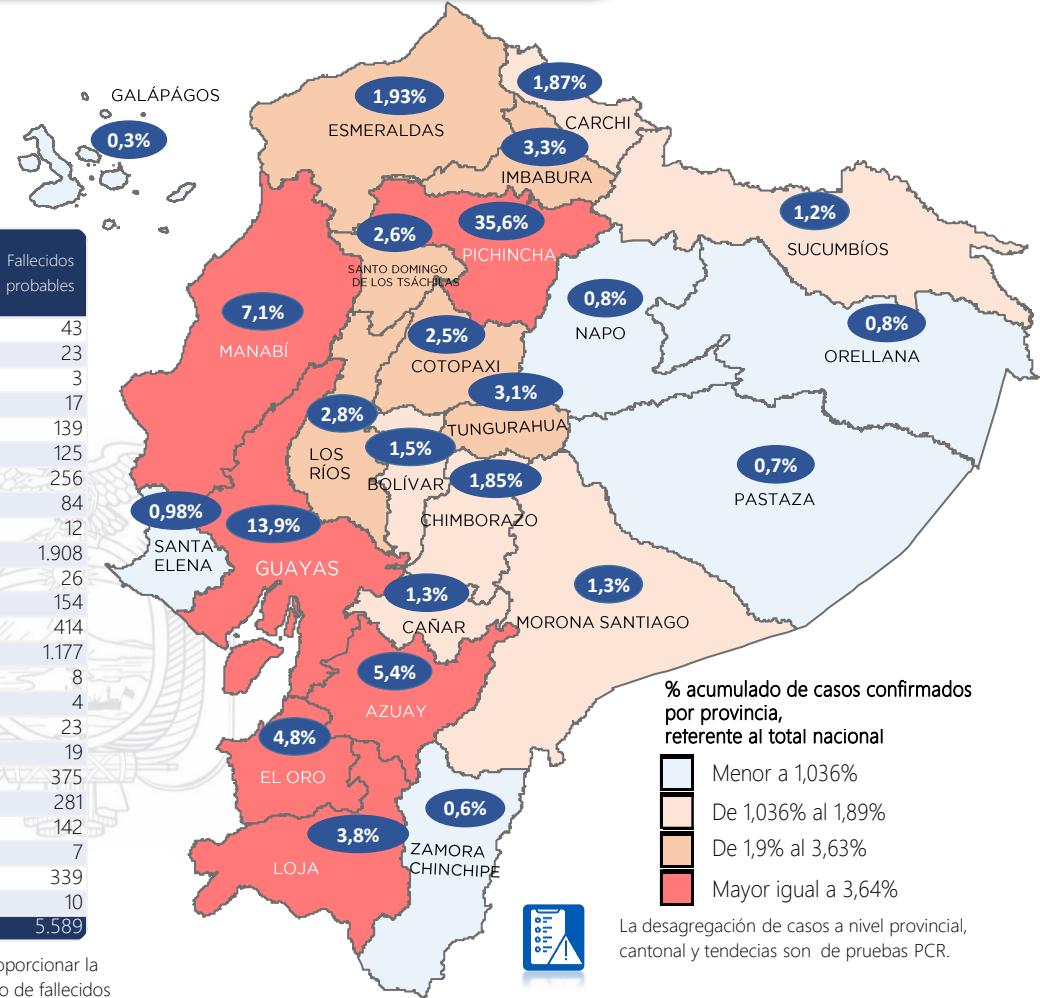 GALÁPÁGOS
0,3%
1,93%
ESMERALDAS
1,87%
CARCHI
3,3%
IMBABURA
1,2%
SUCUMBÍOS
2,6%
SANTO DOMINGO
DE LOS TSÁCHILAS
35,6%
PICHINCHA
7,1%
MANABÍ
0,8%
NAPO
0,8%
ORELLANA
2,5%
COTOPAXI
3,1%
TUNGURAHUA
2,8%
LOS
RÍOS
1,5%
BOLÍVAR
1,85%
CHIMBORAZO
0,7%
PASTAZA
0,98%
SANTA
ELENA
13,9%
GUAYAS
1,3%
CAÑAR
1,3%
MORONA SANTIAGO
5,4%
AZUAY
4,8%
EL ORO
3,8%
LOJA
0,6%
ZAMORA
CHINCHIPE
Fallecidos
probables
43
23
3
17
139
125
256
84
12
1.908
26
154
414
1.177
8
4
23
19
375
281
142
7
339
10
5.589
oporcionar la
o de fallecidos
% acumulado de casos confirmados
por provincia,
referente al total nacional
Menor a 1,036%
De 1,036% al 1,89%
De 1,9% al 3,63%
Mayor igual a 3,64%
La desagregación de casos a nivel provincial,
cantonal y tendecias son de pruebas PCR.